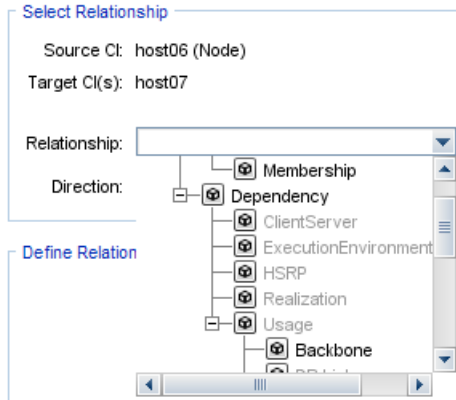 Select Relationship
Source CI: host06 (Node)
Target CI(s): host07
Relationship:
Membership
Direction:
Dependency
ClientServer
ExecutionEnvironment
Define Relation
HSRP
Realization
Usage
Backbone